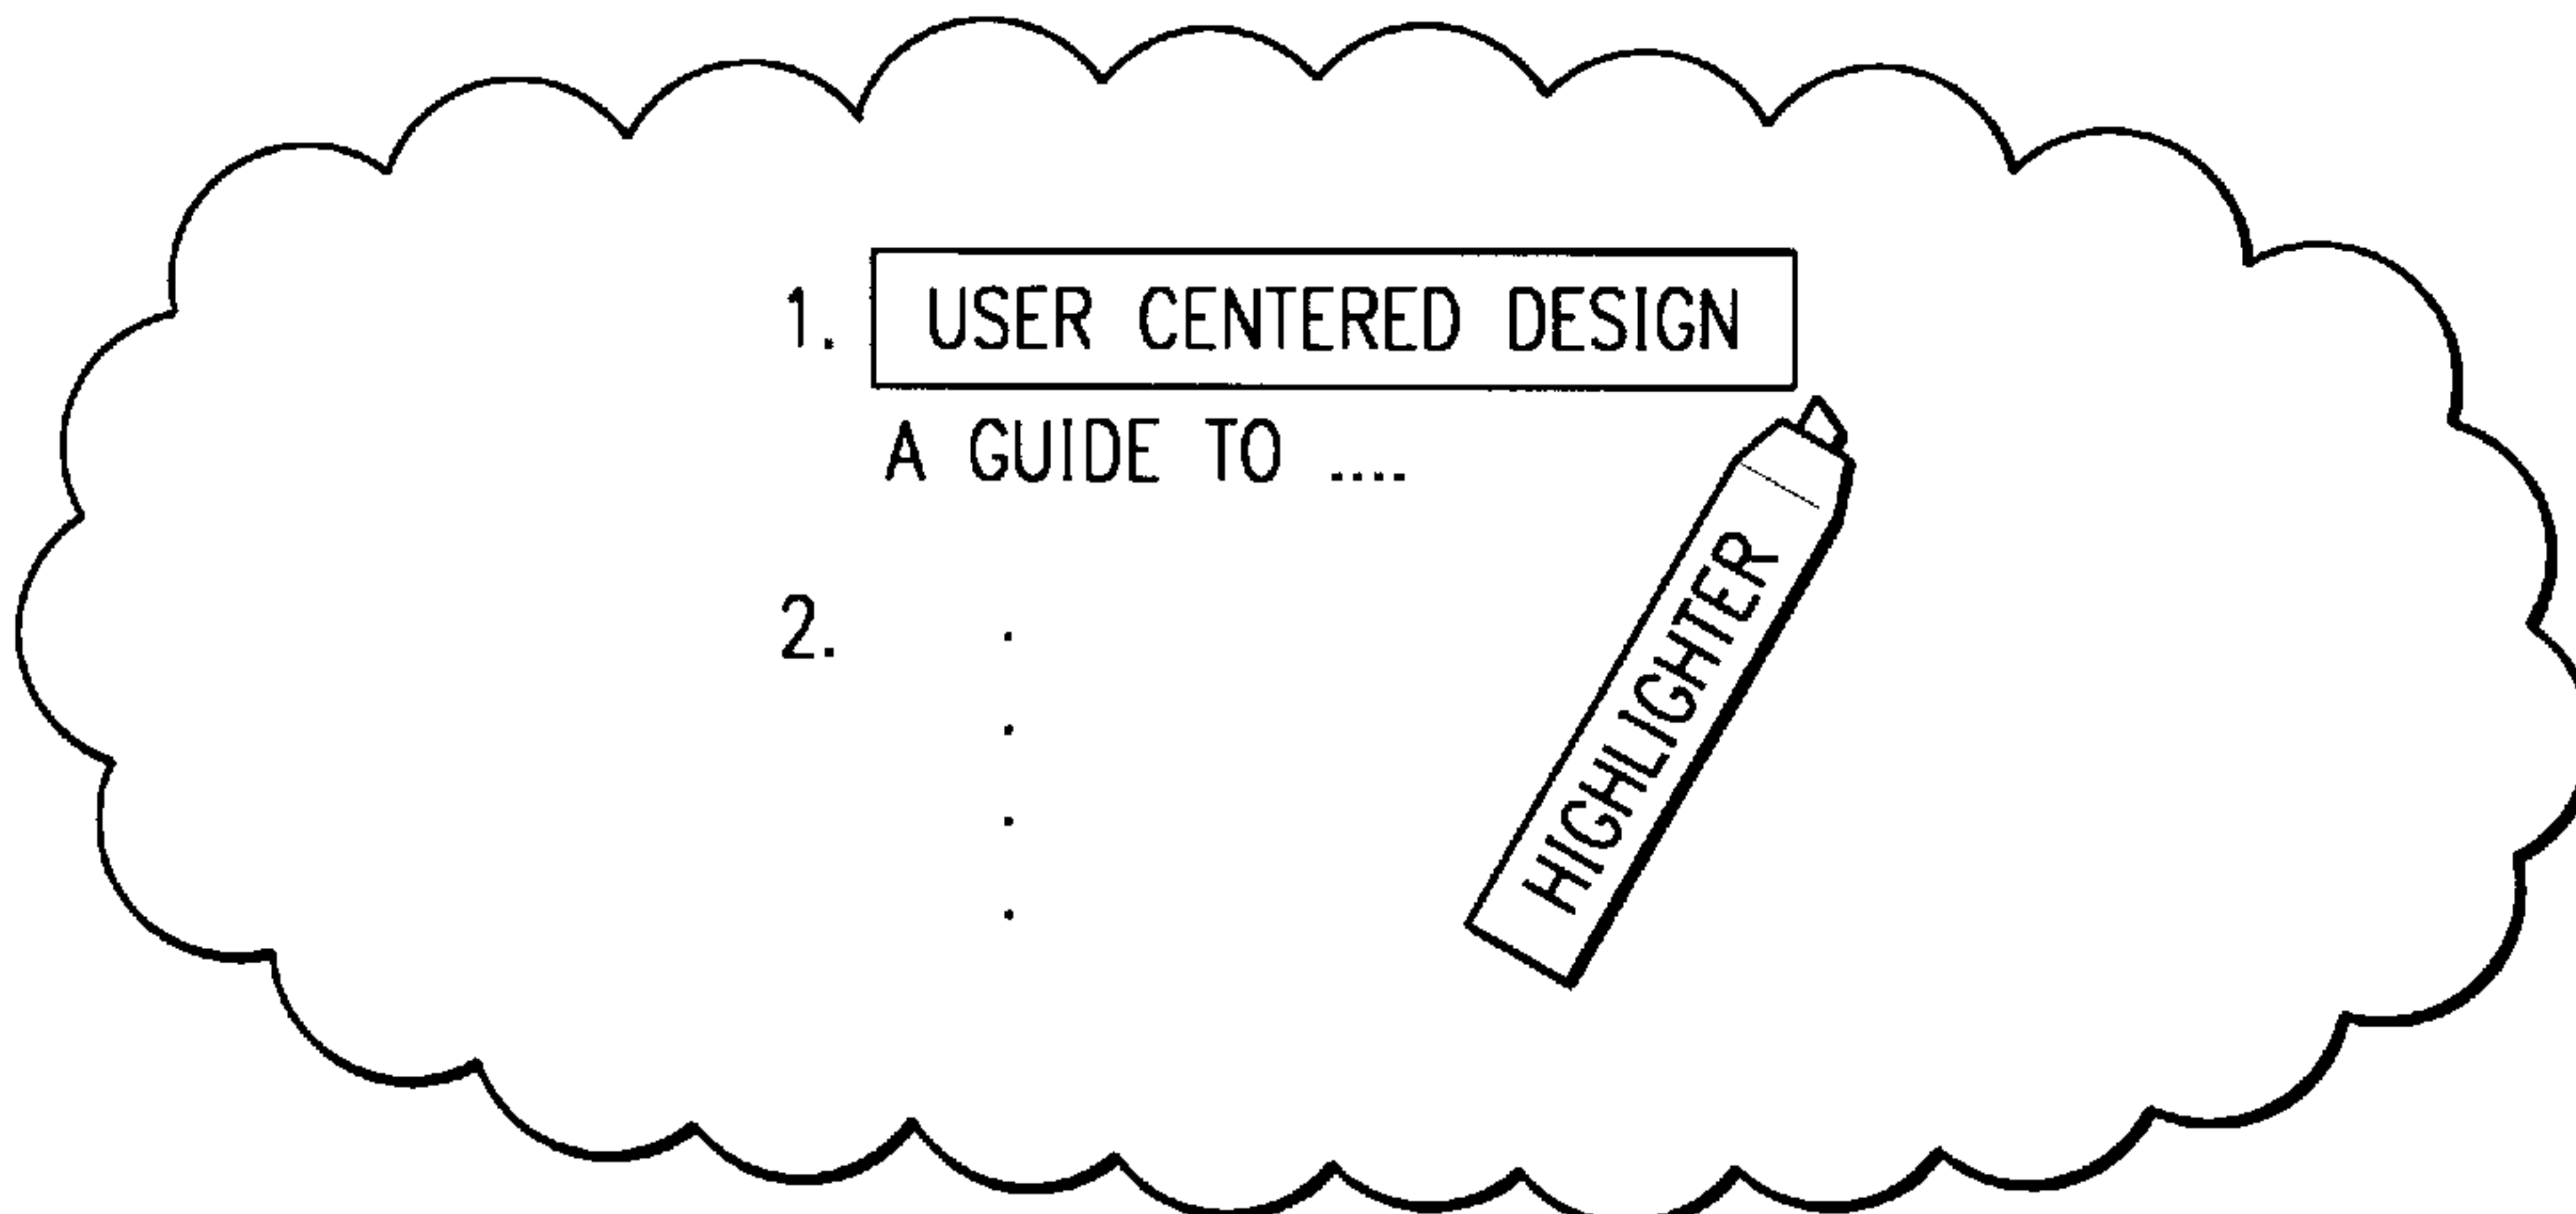 1. USER CENTERED DESIGN
A GUIDE TO ....
2. .
.
.
.
HIGHLIGHTER